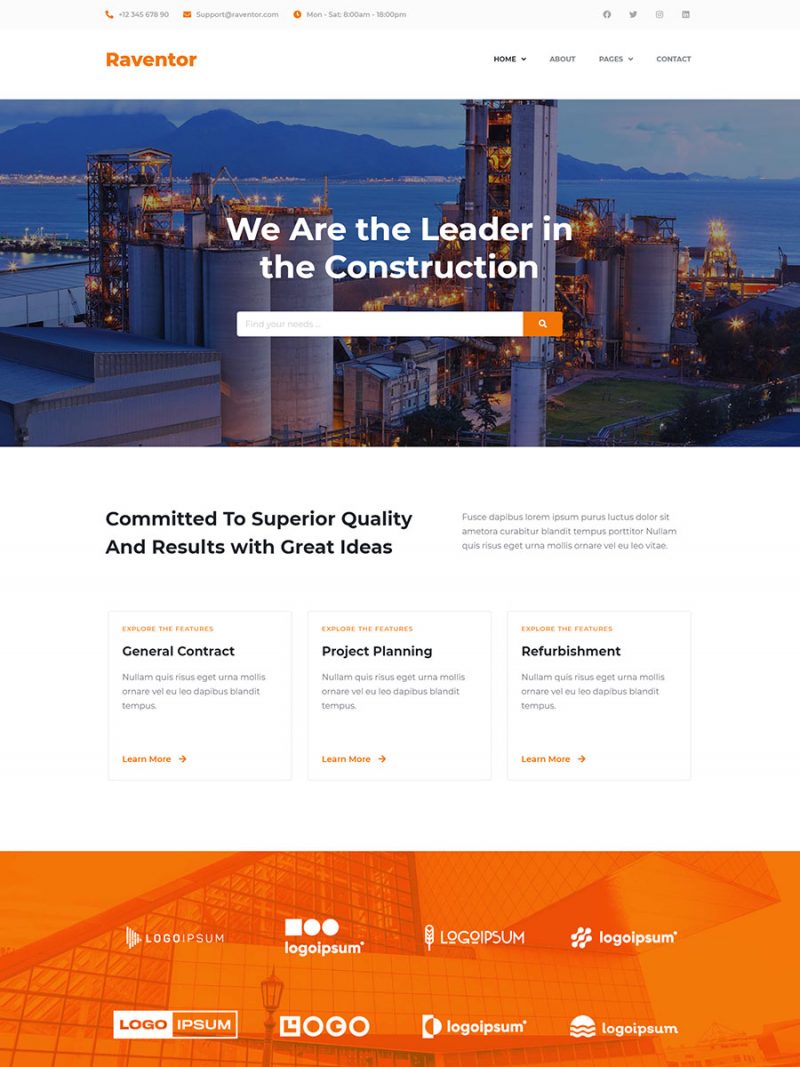 +12 345 678 90 Support@raventor.com Mon - Sat: 8:00am - 18:00pm
Raventor HOME ABOUT PAGES CONTACT
We Are the Leader in
the Construction
Find your needs ...
Committed To Superior Quality
And Results with Great Ideas
Fusce dapibus lorem ipsum purus luctus dolor sit
ametora curabitur blandit tempus porttitor Nullam
quis risus eget urna mollis ornare vel eu leo vitae.
EXPLORE THE FEATURES
General Contract
Nullam quis risus eget urna mollis
ornare vel eu leo dapibus blandit
tempus.
Learn More
EXPLORE THE FEATURES
Project Planning
Nullam quis risus eget urna mollis
ornare vel eu leo dapibus blandit
tempus.
Learn More
EXPLORE THE FEATURES
Refurbishment
Nullam quis risus eget urna mollis
ornare vel eu leo dapibus blandit
tempus.
Learn More
LOGOIPSUM logoipsum LOGOIPSUM logoipsum
LOGO IPSUM LOGO logoipsum logoipsum